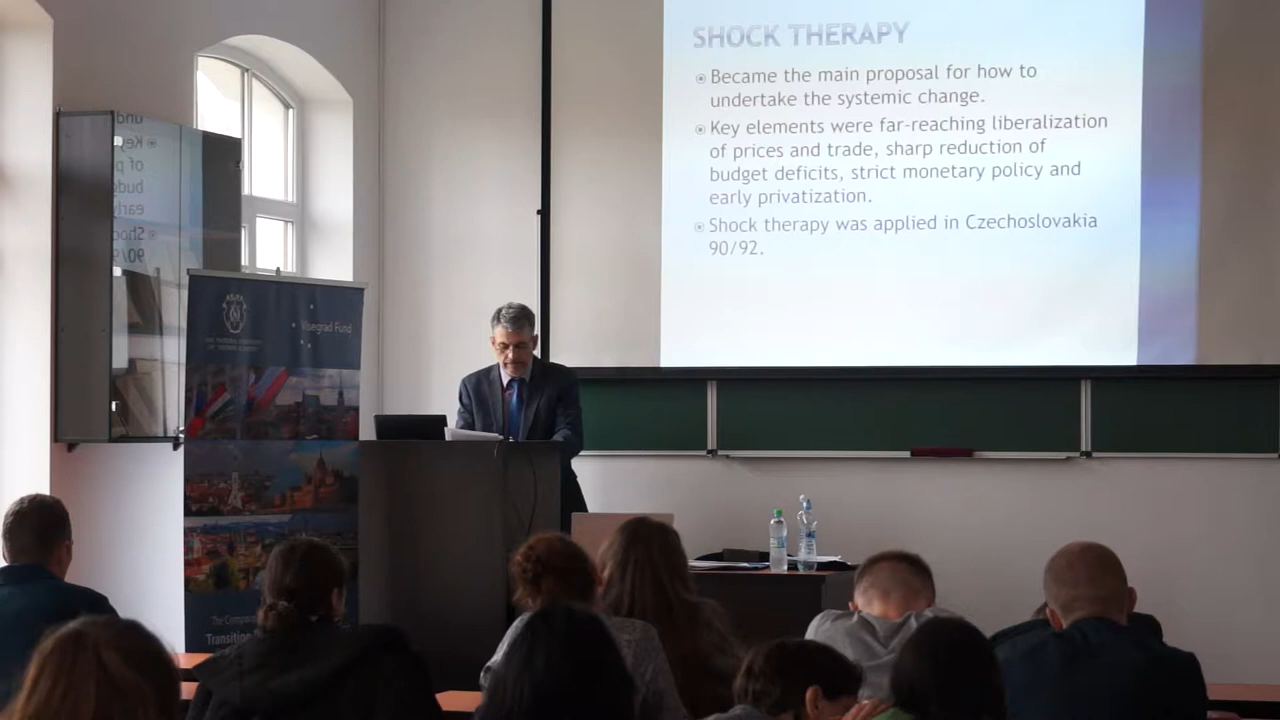 SHOCK THERAPY
Became the main proposal for how to
undertake the systemic change.
Key elements were far-reaching liberalization
of prices and trade, sharp reduction of
budget deficits, strict monetary policy and
early privatization.
Shock therapy was applied in Czechoslovakia
90/92.
Visegrad Fund
Transition